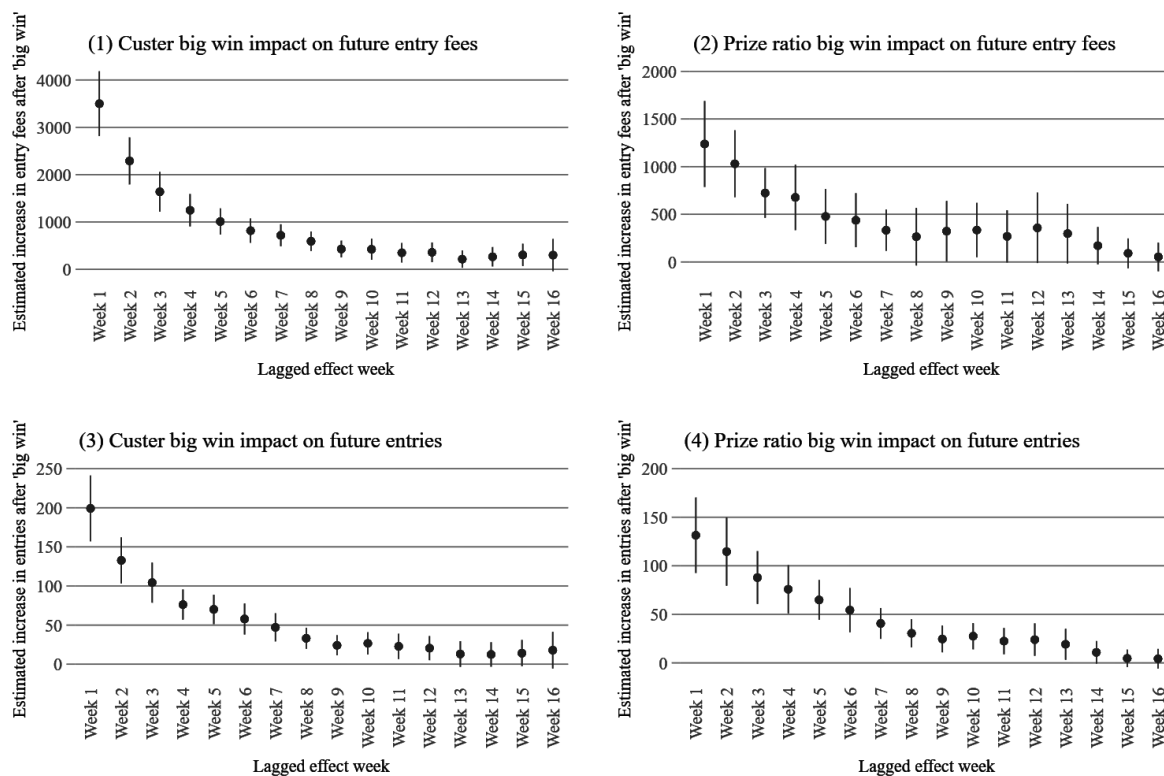 (1) Custer big win impact on future entry fees
Estimated increase in entry fees after 'big win'
4000
3000
2000
1000
0
Week 1
Week 2
Week 3
Week 4
Week 5
Week 6
Week 7
Week 8
Week 9
Week 10
Week 11
Week 12
Week 13
Week 14
Week 15
Week 16
Lagged effect week
(2) Prize ratio big win impact on future entry fees
Estimated increase in entry fees after 'big win'
2000
1500
1000
500
0
Week 1
Week 2
Week 3
Week 4
Week 5
Week 6
Week 7
Week 8
Week 9
Week 10
Week 11
Week 12
Week 13
Week 14
Week 15
Week 16
Lagged effect week
(3) Custer big win impact on future entries
Estimated increase in entries after 'big win'
250
200
150
100
50
0
Week 1
Week 2
Week 3
Week 4
Week 5
Week 6
Week 7
Week 8
Week 9
Week 10
Week 11
Week 12
Week 13
Week 14
Week 15
Week 16
Lagged effect week
(4) Prize ratio big win impact on future entries
Estimated increase in entries after 'big win'
200
150
100
50
0
Week 1
Week 2
Week 3
Week 4
Week 5
Week 6
Week 7
Week 8
Week 9
Week 10
Week 11
Week 12
Week 13
Week 14
Week 15
Week 16
Lagged effect week